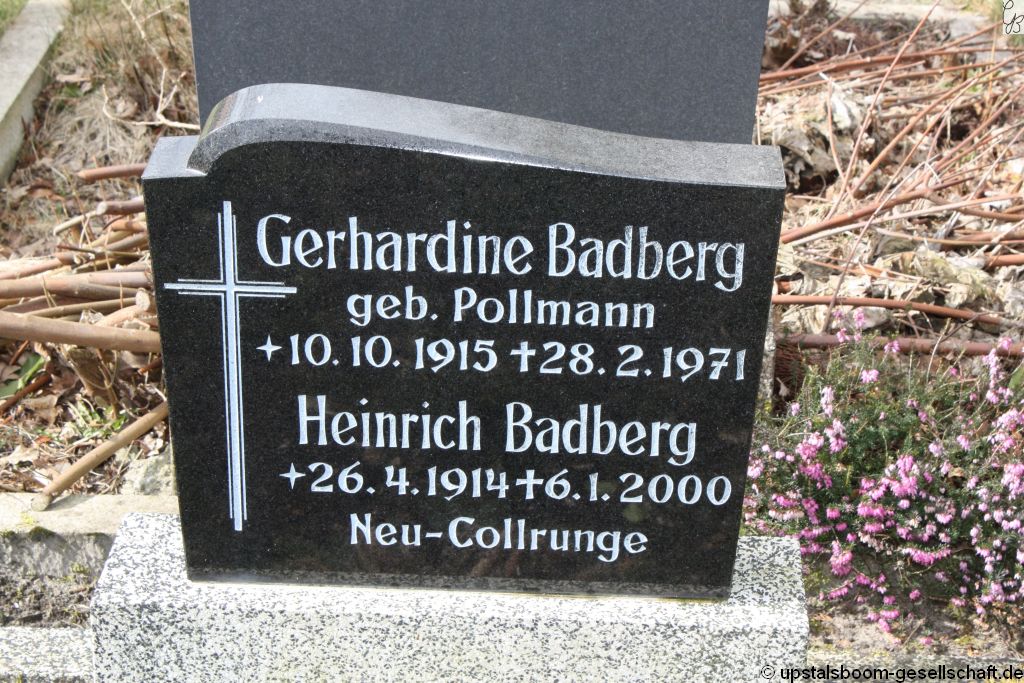 Gerhardine Badberg
geb. Pollmann
+10.10.1915 ✝28.2.1971
Heinrich Badberg
+26.4.1914 ✝6.1.2000
Neu-Collrunge
© upstalsboom-gesellschaft.de
GB